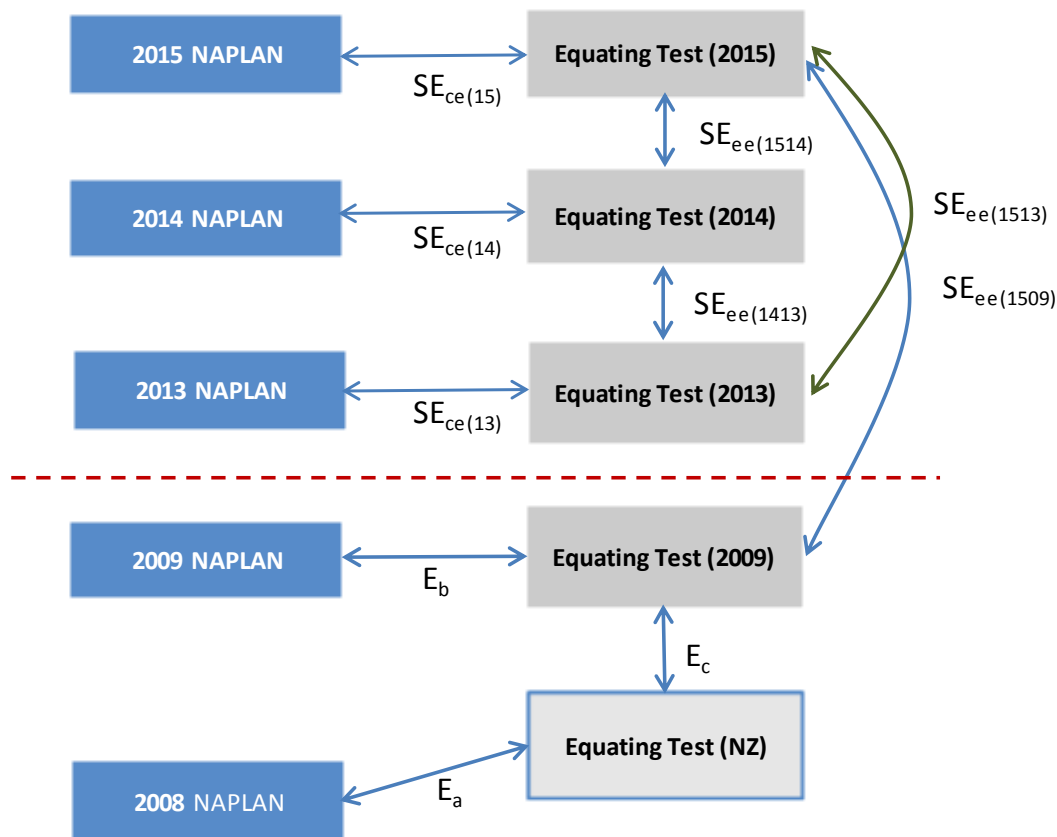 2015 NAPLAN
Equating Test (2015)
SEce(15)
SEee(1514)
2014 NAPLAN
Equating Test (2014)
SEce(14)
SEee(1513)
SEee(1413)
SEee(1509)
2013 NAPLAN
Equating Test (2013)
SEce(13)
2009 NAPLAN
Equating Test (2009)
Eb
Ec
Equating Test (NZ)
Ea
2008 NAPLAN